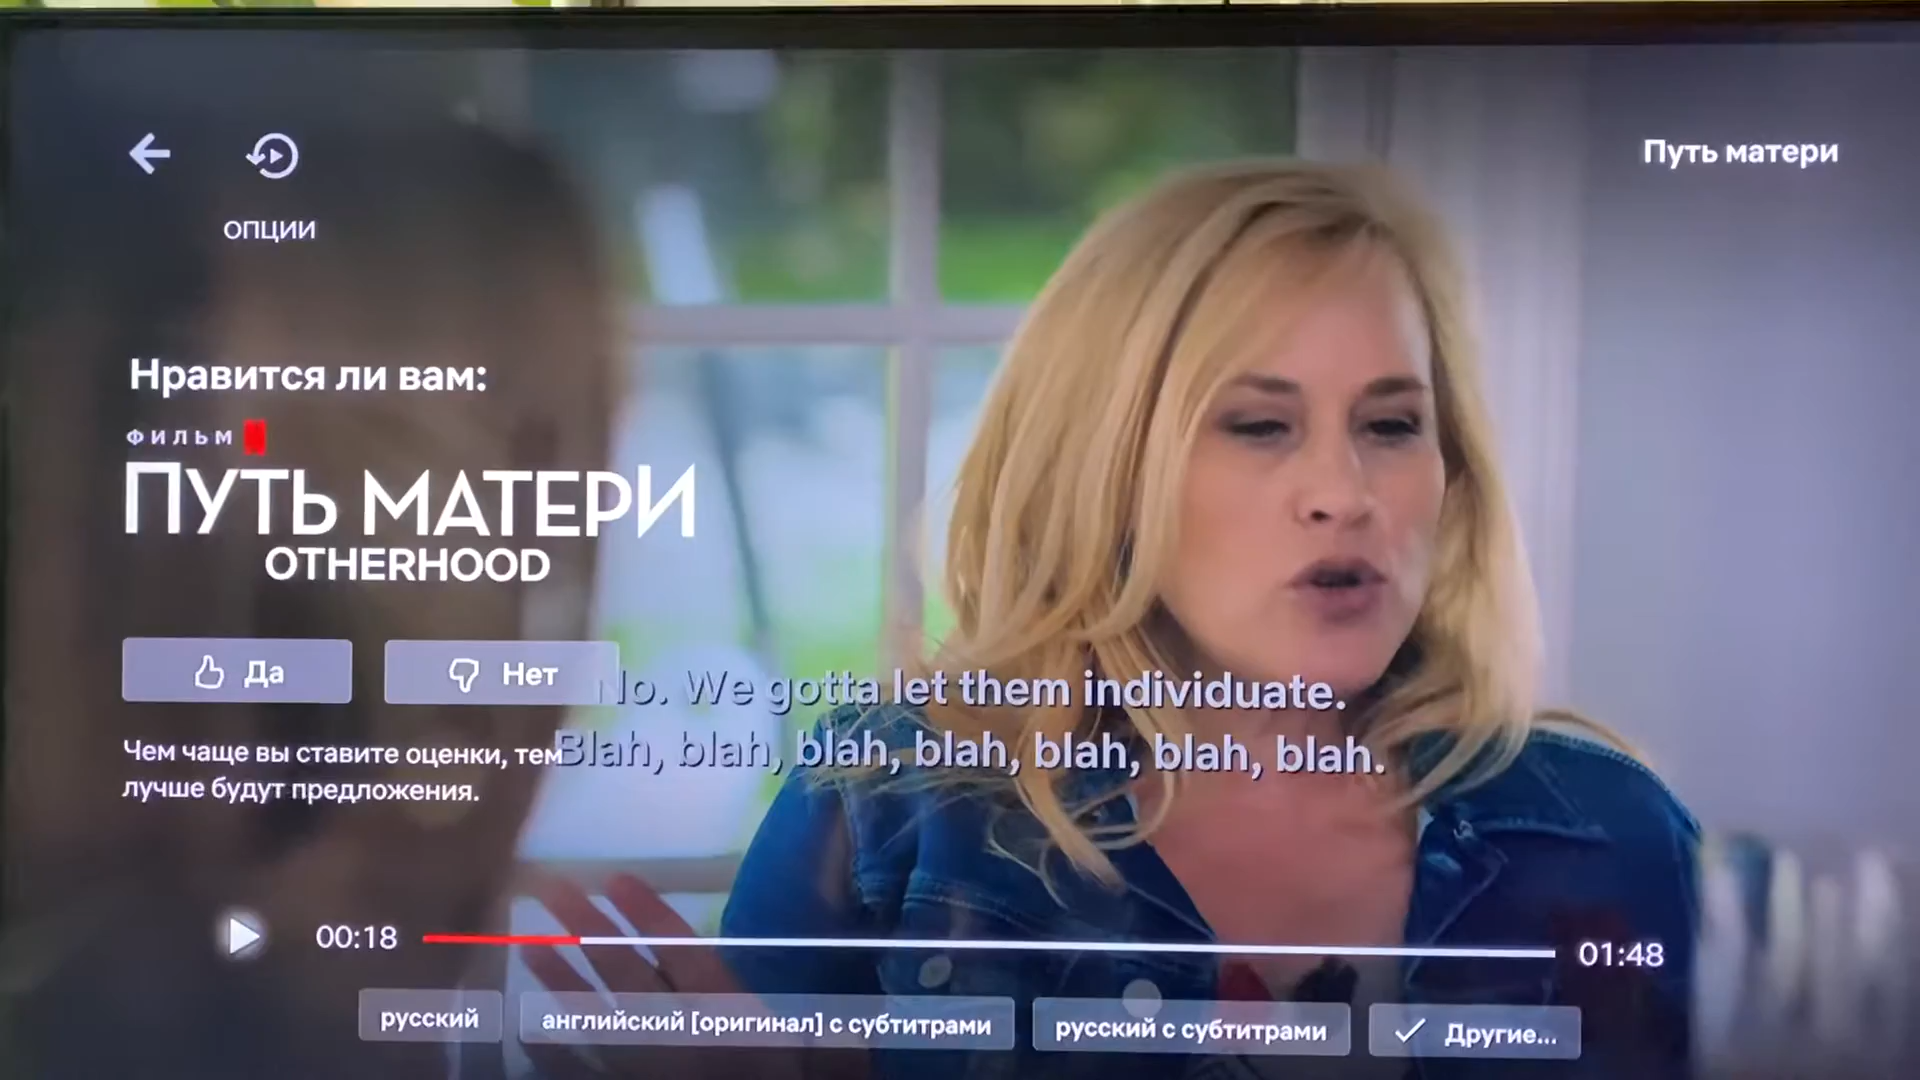 Путь матери
ОПЦИИ
Нравится ли вам:
ФИЛЬМ
ПУТЬ МАТЕРИ
OTHERHOOD
Да
Нет
No. We gotta let them individuate.
Blah, blah, blah, blah, blah, blah, blah.
Чем чаще вы ставите оценки, тем
лучше будут предложения.
00:18
01:48
русский
английский [оригинал] с субтитрами
русский с субтитрами
Другие...